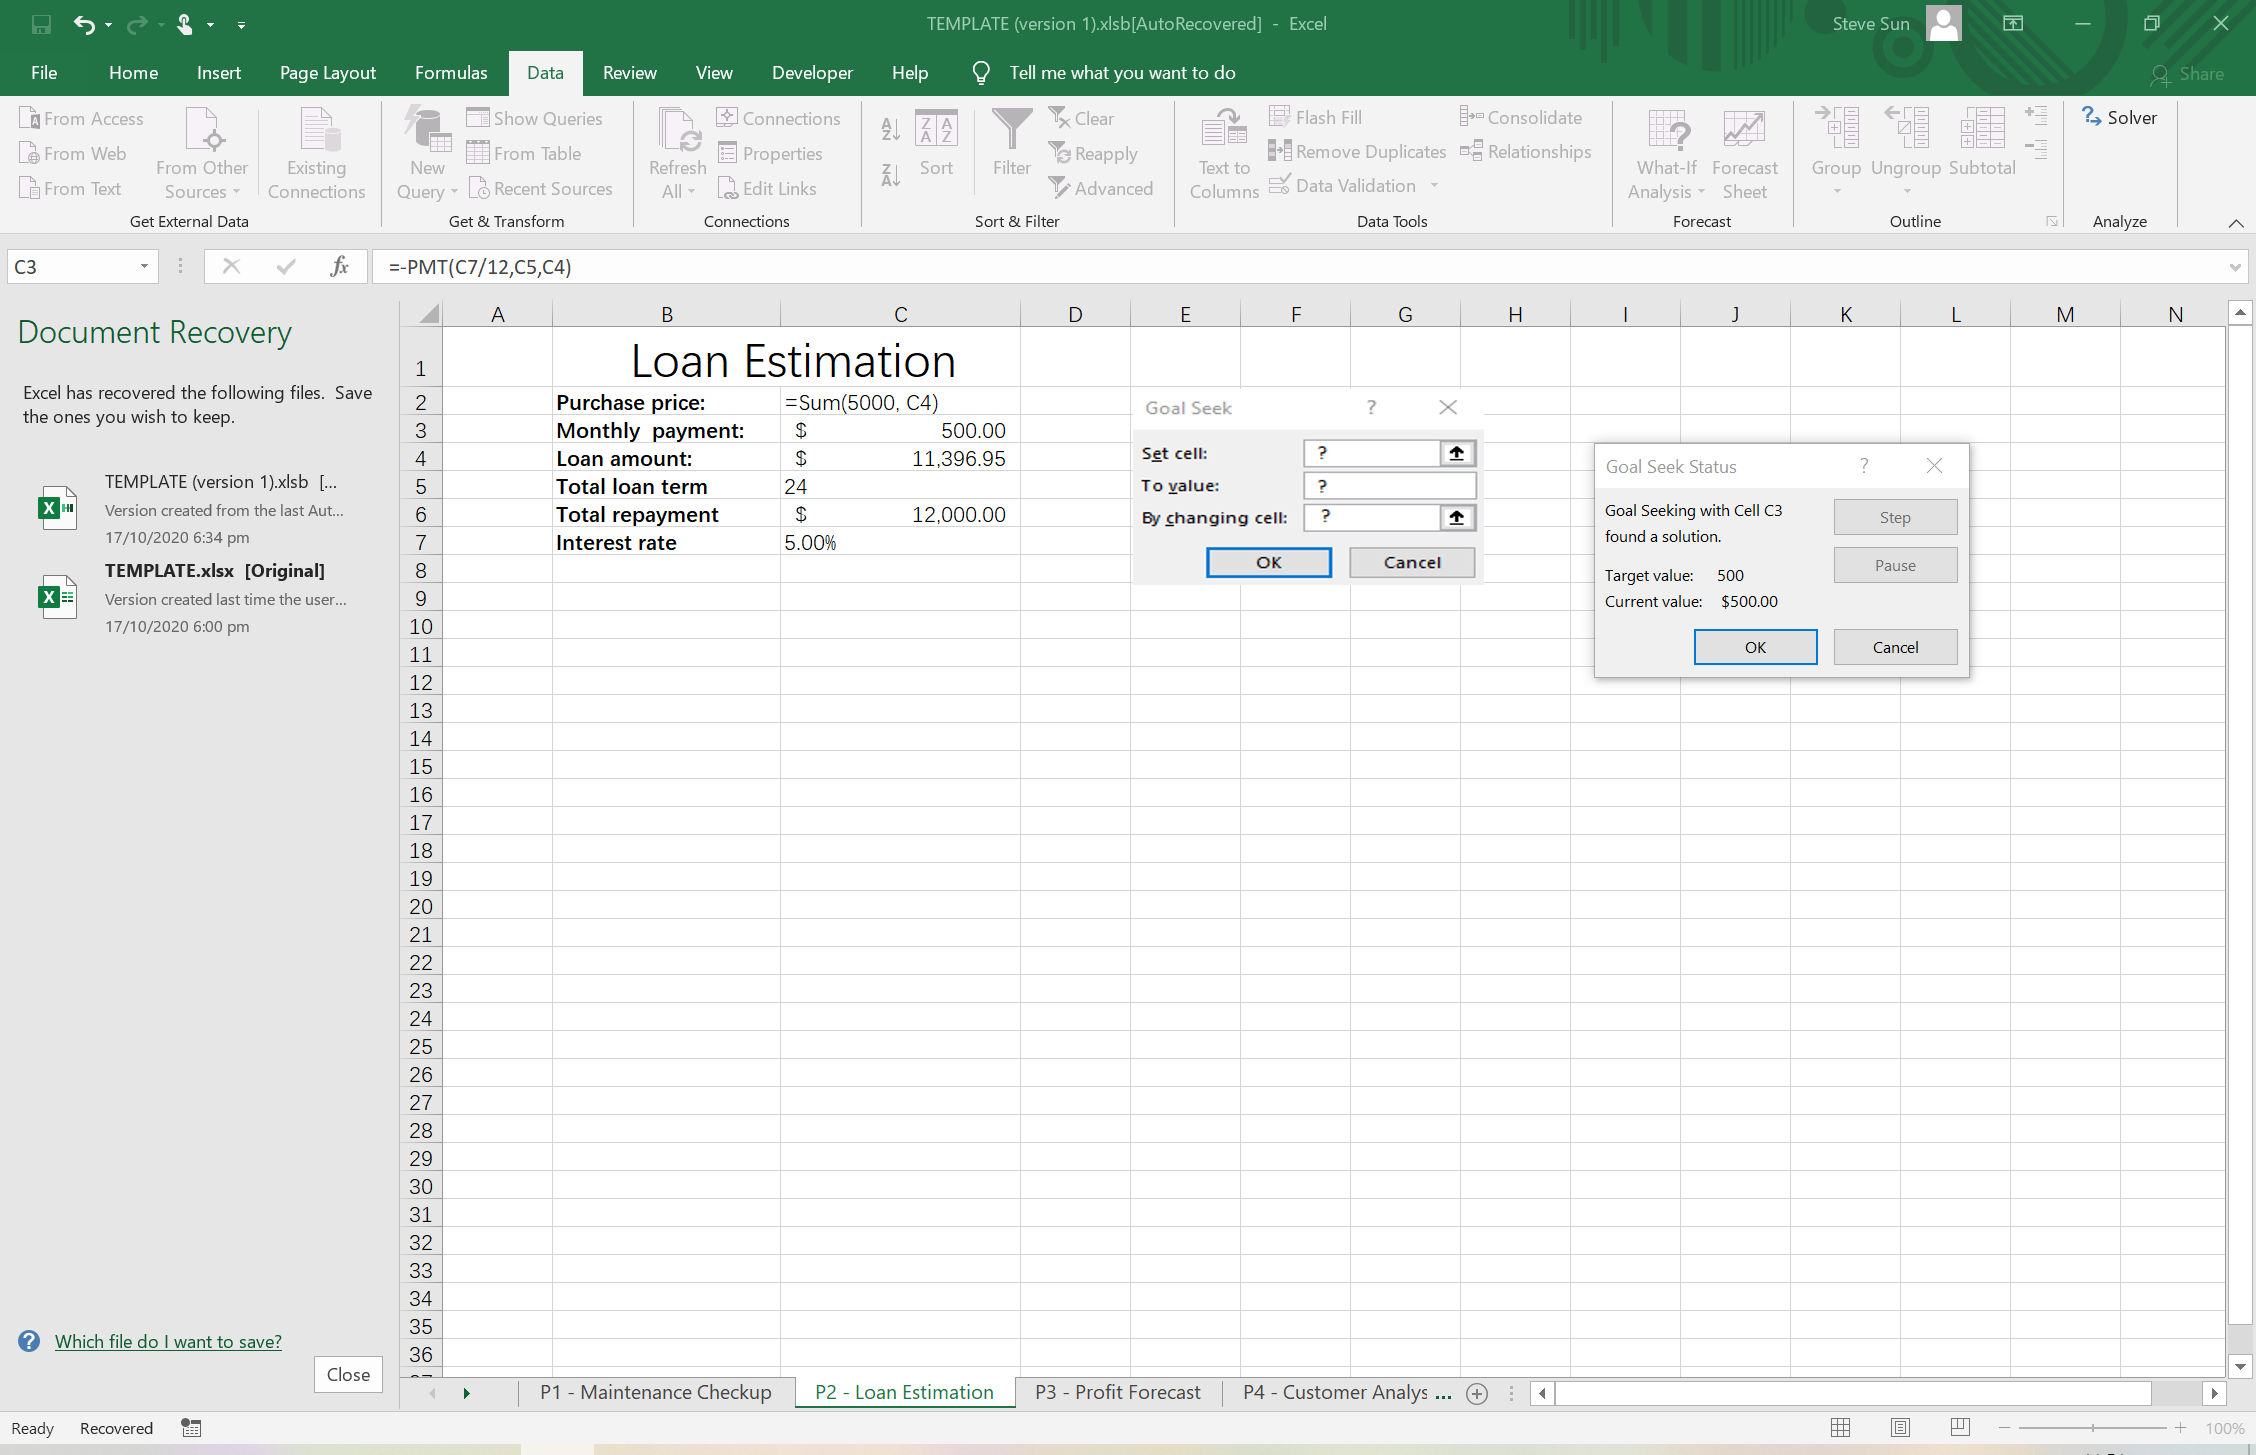 TEMPLATE (version 1).xlsb[AutoRecovered] - Excel
Steve Sun
File Home Insert Page Layout Formulas Data Review View Developer Help Tell me what you want to do Share
From Access
From Web
From Text
From Other Sources
Existing Connections
Get External Data
New Query
Show Queries
From Table
Recent Sources
Get & Transform
Refresh All
Connections
Properties
Edit Links
Connections
Sort
Filter
Clear
Reapply
Advanced
Sort & Filter
Text to Columns
Flash Fill
Remove Duplicates
Data Validation
Consolidate
Relationships
Data Tools
What-If Analysis
Forecast Sheet
Forecast
Group
Ungroup
Subtotal
Outline
Solver
Analyze
C3
fx
=-PMT(C7/12,C5,C4)
Document Recovery
Excel has recovered the following files. Save
the ones you wish to keep.
TEMPLATE (version 1).xlsb [...
Version created from the last Aut...
17/10/2020 6:34 pm
TEMPLATE.xlsx [Original]
Version created last time the user...
17/10/2020 6:00 pm
Which file do I want to save?
Close
A B C D E F G H I J K L M N
1 Loan Estimation
2 Purchase price: =Sum(5000, C4)
3 Monthly payment: $ 500.00
4 Loan amount: $ 11,396.95
5 Total loan term 24
6 Total repayment $ 12,000.00
7 Interest rate 5.00%
8
9
10
11
12
13
14
15
16
17
18
19
20
21
22
23
24
25
26
27
28
29
30
31
32
33
34
35
36
Goal Seek ?
Set cell: ?
To value: ?
By changing cell: ?
OK Cancel
Goal Seek Status ?
Goal Seeking with Cell C3
found a solution.
Target value: 500
Current value: $500.00
Step
Pause
OK Cancel
P1 - Maintenance Checkup P2 - Loan Estimation P3 - Profit Forecast P4 - Customer Analys ...
Ready Recovered 100%